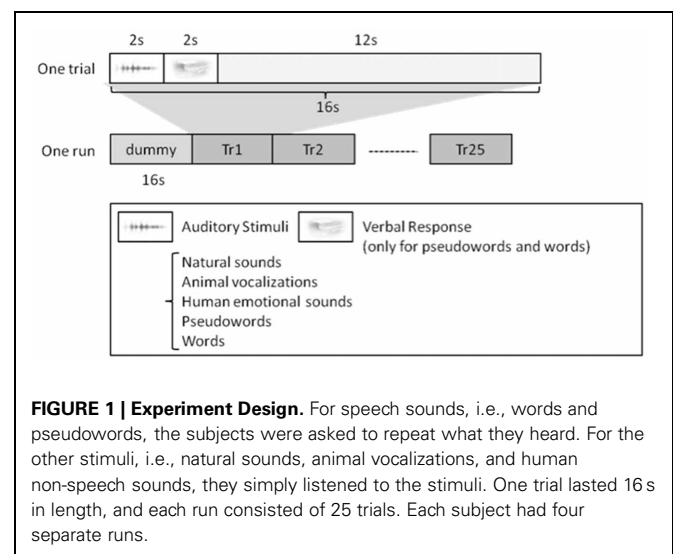 2s 2s 12s
One trial
16s
One run dummy Tr1 Tr2 Tr25
16s
Auditory Stimuli Verbal Response
(only for pseudowords and words)
Natural sounds
Animal vocalizations
Human emotional sounds
Pseudowords
Words
FIGURE 1 | Experiment Design. For speech sounds, i.e., words and
pseudowords, the subjects were asked to repeat what they heard. For the
other stimuli, i.e., natural sounds, animal vocalizations, and human
non-speech sounds, they simply listened to the stimuli. One trial lasted 16 s
in length, and each run consisted of 25 trials. Each subject had four
separate runs.